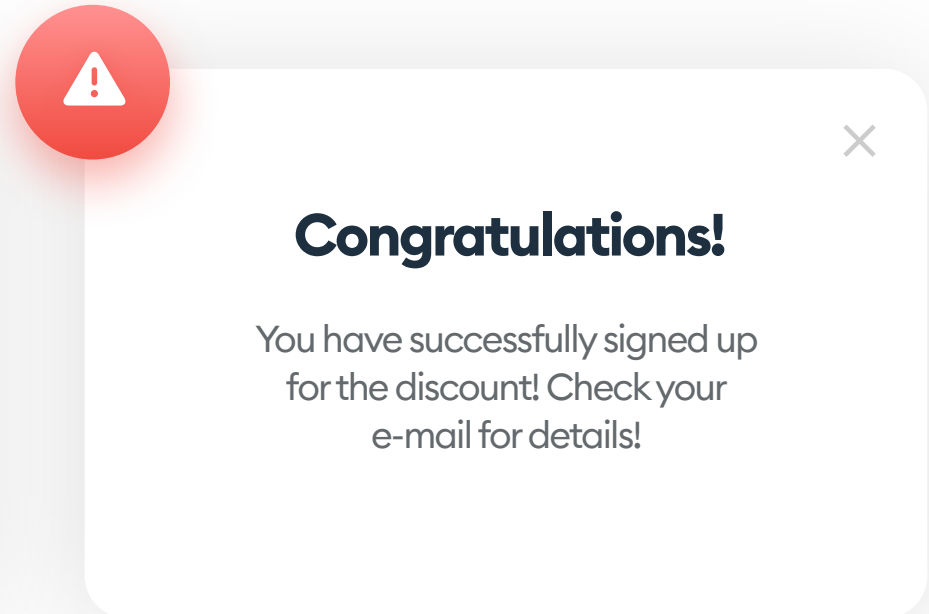 Congratulations!
You have successfully signed up
for the discount! Check your
e-mail for details!